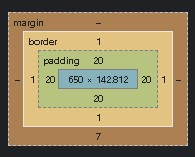 margin –
border 1
padding 20
– 1 20 650 × 142.812 20 1 –
20
1
7